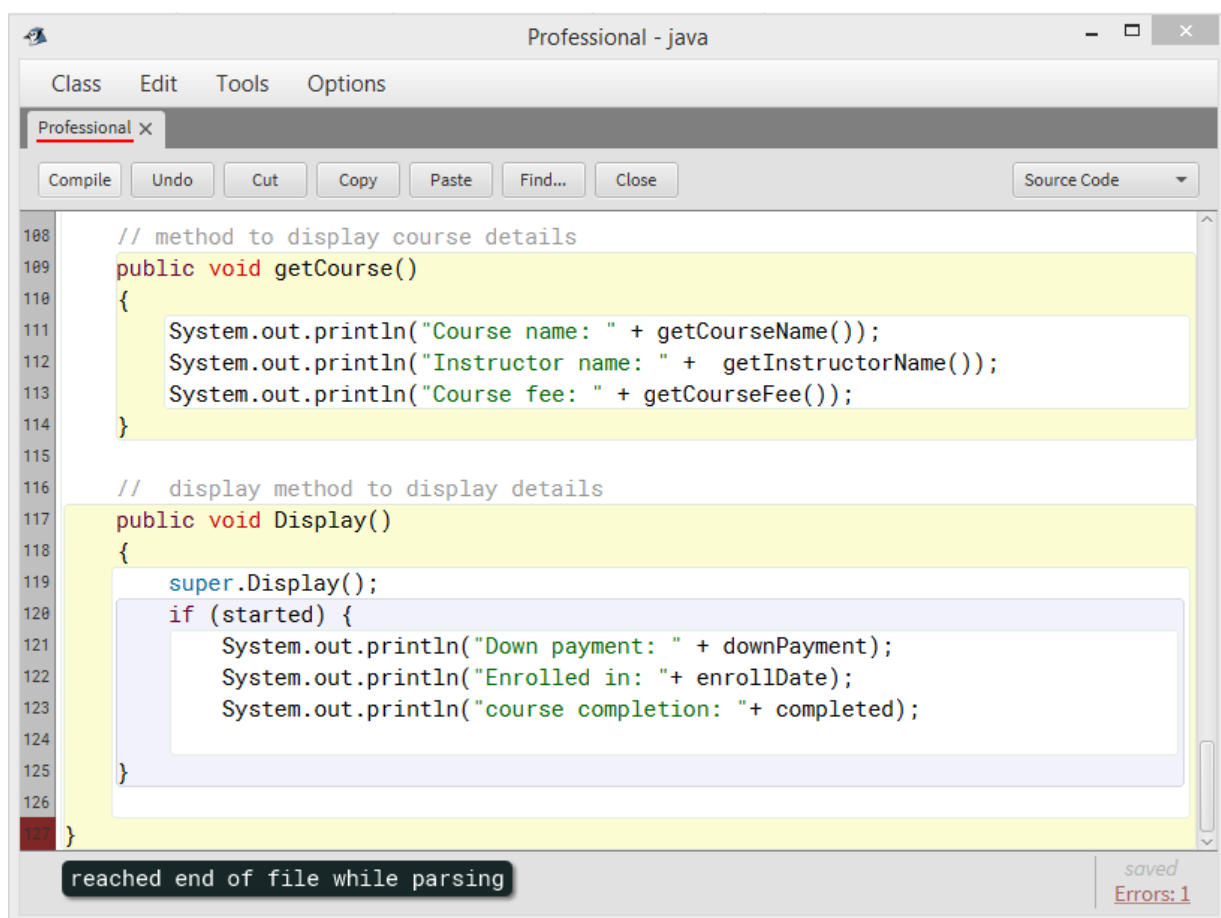 Professional - java
Class Edit Tools Options
Professional
Compile Undo Cut Copy Paste Find... Close Source Code
108 // method to display course details
109 public void getCourse()
110 {
111 System.out.println("Course name: " + getCourseName());
112 System.out.println("Instructor name: " +  getInstructorName());
113 System.out.println("Course fee: " + getCourseFee());
114 }
115
116 //  display method to display details
117 public void Display()
118 {
119 super.Display();
120 if (started) {
121 System.out.println("Down payment: " + downPayment);
122 System.out.println("Enrolled in: "+ enrollDate);
123 System.out.println("course completion: "+ completed);
124
125 }
126
127 }
reached end of file while parsing
saved
Errors: 1